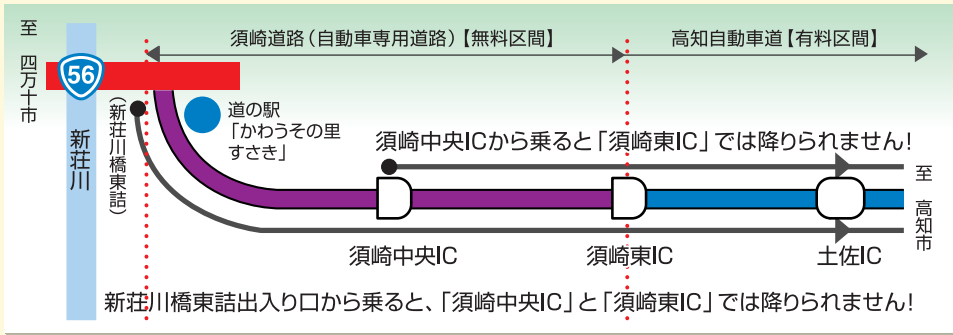 至 四万十市
須崎道路（自動車専用道路）【無料区間】
高知自動車道【有料区間】
56
新荘川
（新荘川橋東詰）
道の駅
「かわうその里
すさき」
須崎中央ICから乗ると「須崎東IC」では降りられません!
至 高知市
須崎中央IC
須崎東IC
土佐IC
新荘川橋東詰出入り口から乗ると、「須崎中央IC」と「須崎東IC」では降りられません!